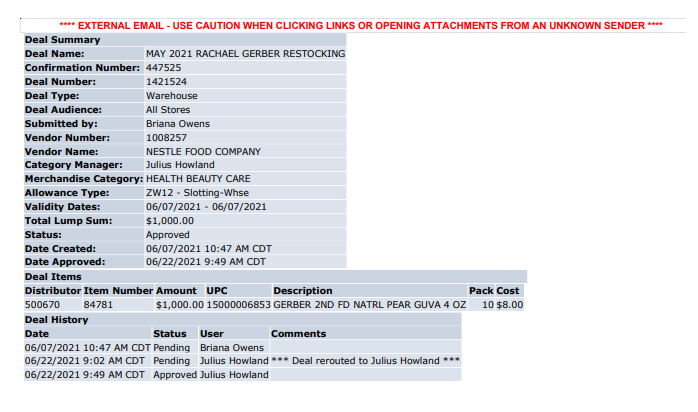 **** EXTERNAL EMAIL - USE CAUTION WHEN CLICKING LINKS OR OPENING ATTACHMENTS FROM AN UNKNOWN SENDER ****
Deal Summary
Deal Name: MAY 2021 RACHAEL GERBER RESTOCKING
Confirmation Number: 447525
Deal Number: 1421524
Deal Type: Warehouse
Deal Audience: All Stores
Submitted by: Briana Owens
Vendor Number: 1008257
Vendor Name: NESTLE FOOD COMPANY
Category Manager: Julius Howland
Merchandise Category: HEALTH BEAUTY CARE
Allowance Type: ZW12 - Slotting-Whse
Validity Dates: 06/07/2021 - 06/07/2021
Total Lump Sum: $1,000.00
Status: Approved
Date Created: 06/07/2021 10:47 AM CDT
Date Approved: 06/22/2021 9:49 AM CDT
Deal Items
Distributor Item Number Amount UPC Description Pack Cost
500670 84781 $1,000.00 15000006853 GERBER 2ND FD NATRL PEAR GUVA 4 OZ 10 $8.00
Deal History
Date Status User Comments
06/07/2021 10:47 AM CDT Pending Briana Owens
06/22/2021 9:02 AM CDT Pending Julius Howland *** Deal rerouted to Julius Howland ***
06/22/2021 9:49 AM CDT Approved Julius Howland